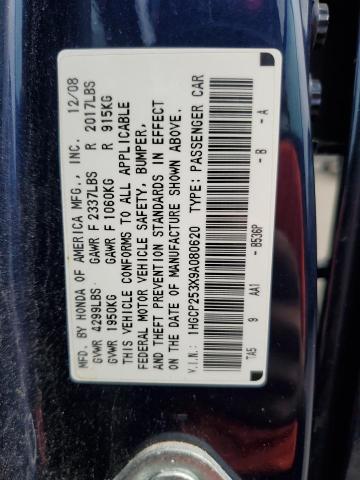 MFD. BY HONDA OF AMERICA MFG., INC. 12/08
GVWR 4299LBS GAWR F 2337LBS R 2017LBS
GVWR 1950KG GAWR F 1060KG R 915KG
THIS VEHICLE CONFORMS TO ALL APPLICABLE
FEDERAL MOTOR VEHICLE SAFETY, BUMPER,
AND THEFT PREVENTION STANDARDS IN EFFECT
ON THE DATE OF MANUFACTURE SHOWN ABOVE.
V.I.N.: 1HGCP253X9A080620 TYPE: PASSENGER CAR
TA5 9 AA1 - B536P - B - A